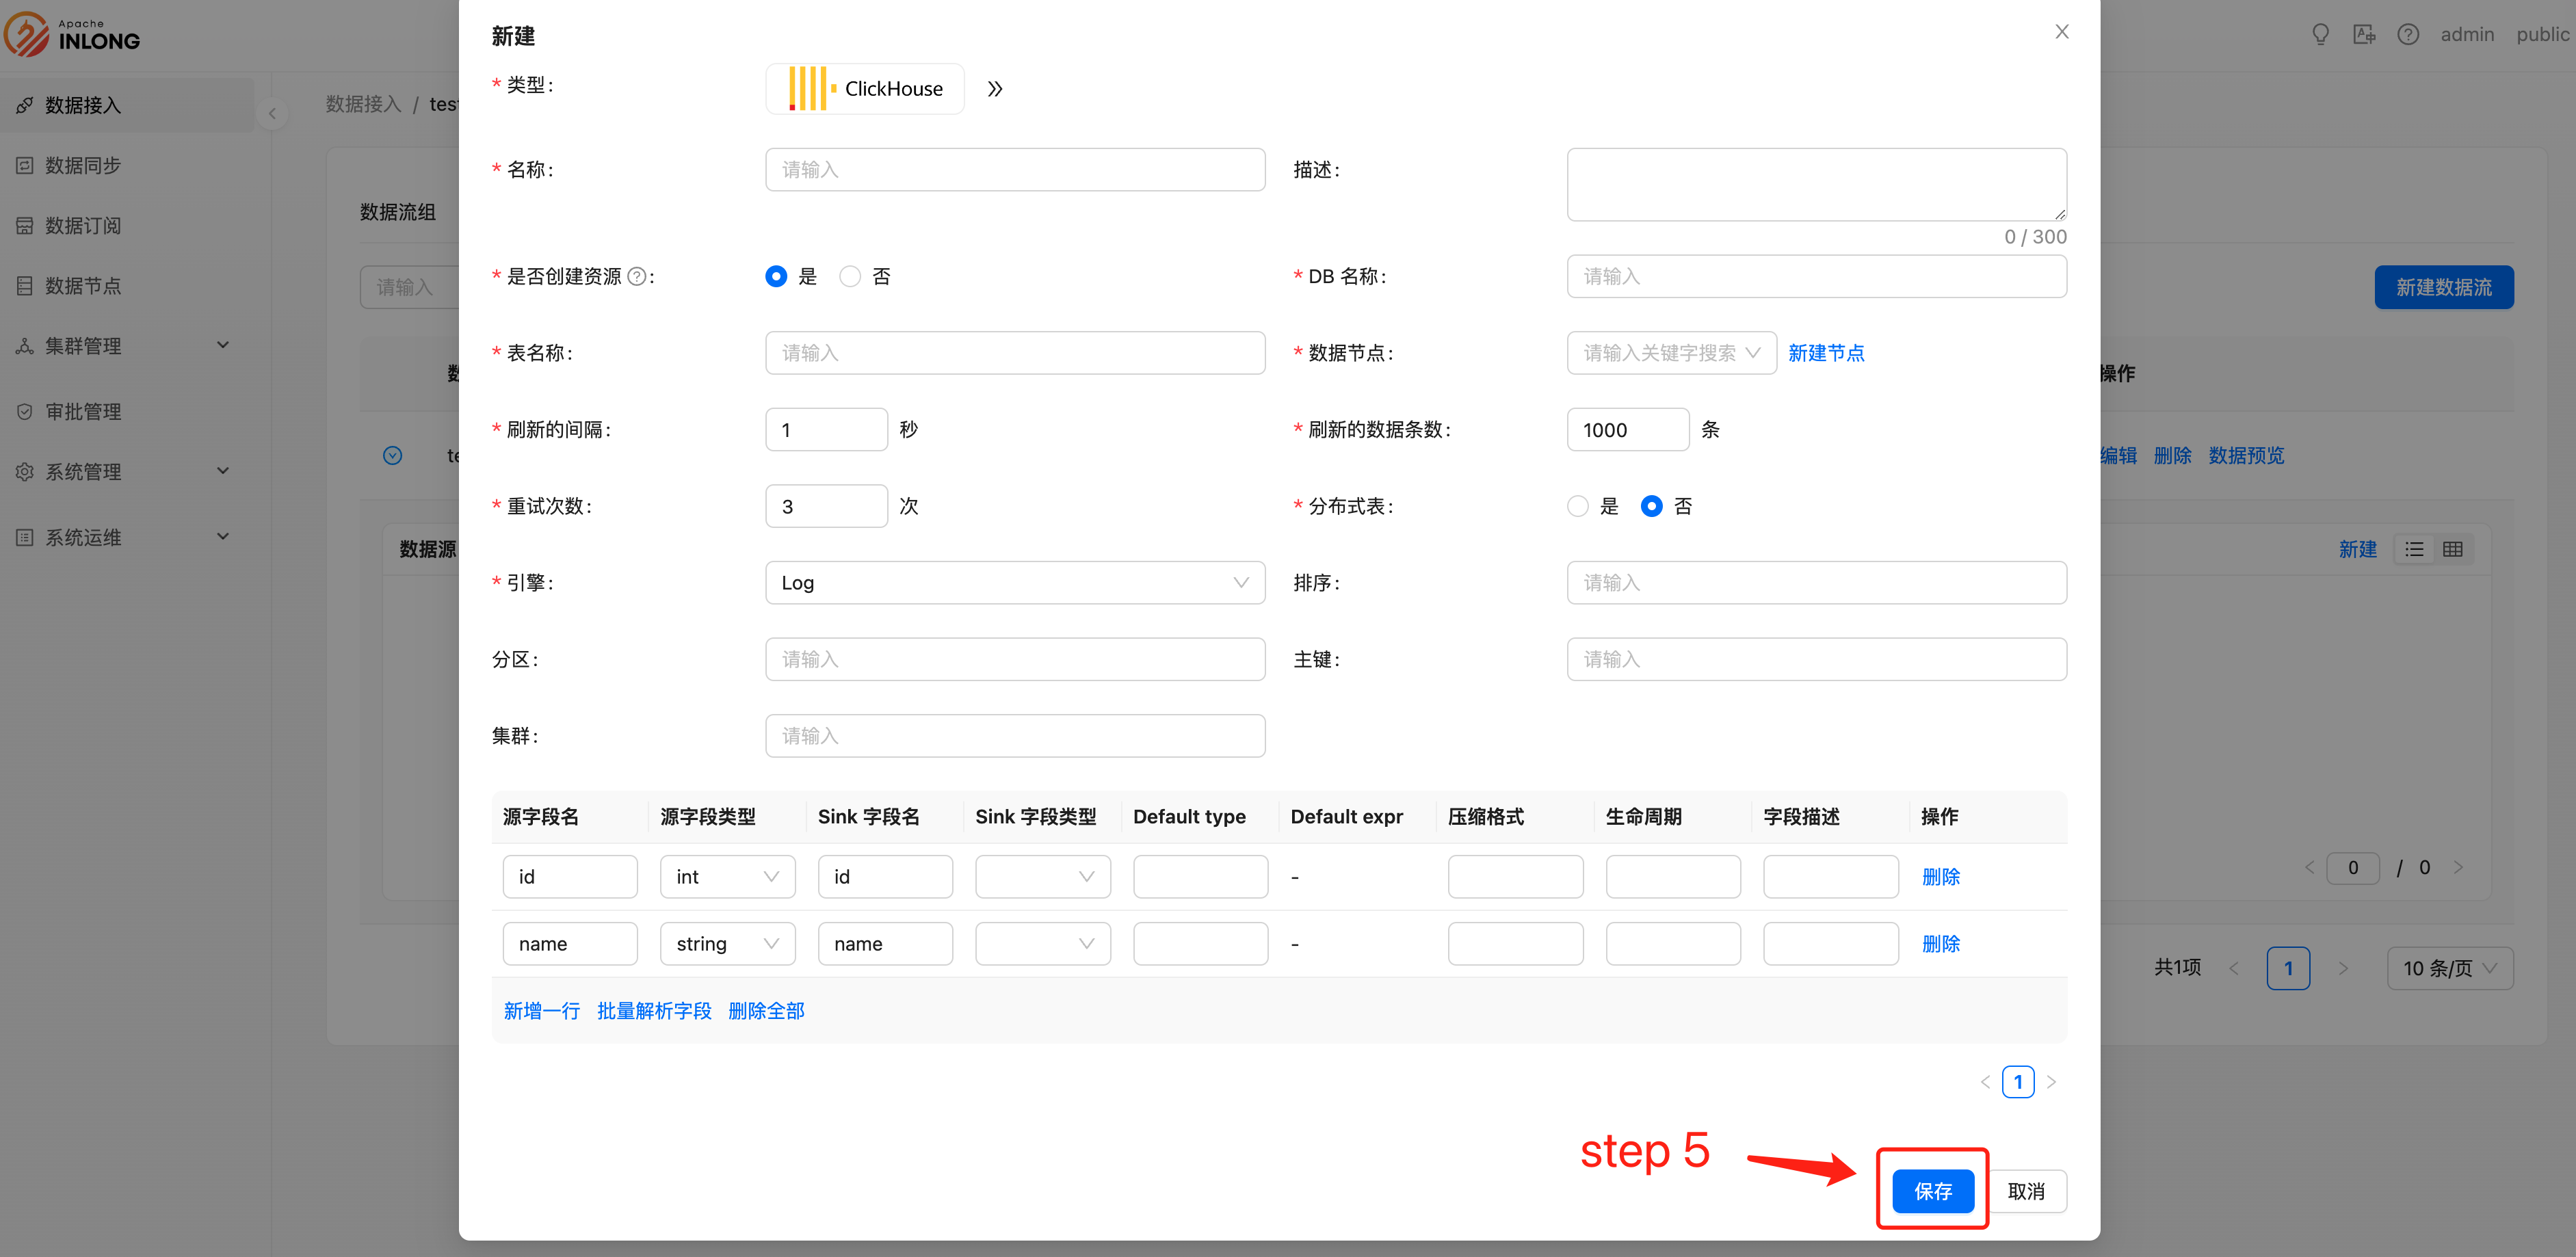 Apache
INLONG
admin public
数据接入
数据同步
数据订阅
数据节点
集群管理
审批管理
系统管理
系统运维
数据接入 / test
数据流组
请输入
新建数据流
操作
编辑 删除 数据预览
数据源
新建
0 / 0
共1项 1 10 条/页
新建
* 类型:
ClickHouse
* 名称: 请输入
描述:
0 / 300
* 是否创建资源 ? : 是 否
* DB 名称: 请输入
* 表名称: 请输入
* 数据节点: 请输入关键字搜索 新建节点
* 刷新的间隔: 1 秒
* 刷新的数据条数: 1000 条
* 重试次数: 3 次
* 分布式表: 是 否
* 引擎: Log
排序: 请输入
分区: 请输入
主键: 请输入
集群: 请输入
源字段名 源字段类型 Sink 字段名 Sink 字段类型 Default type Default expr 压缩格式 生命周期 字段描述 操作
id int id - 删除
name string name - 删除
新增一行 批量解析字段 删除全部
1
step 5
保存 取消